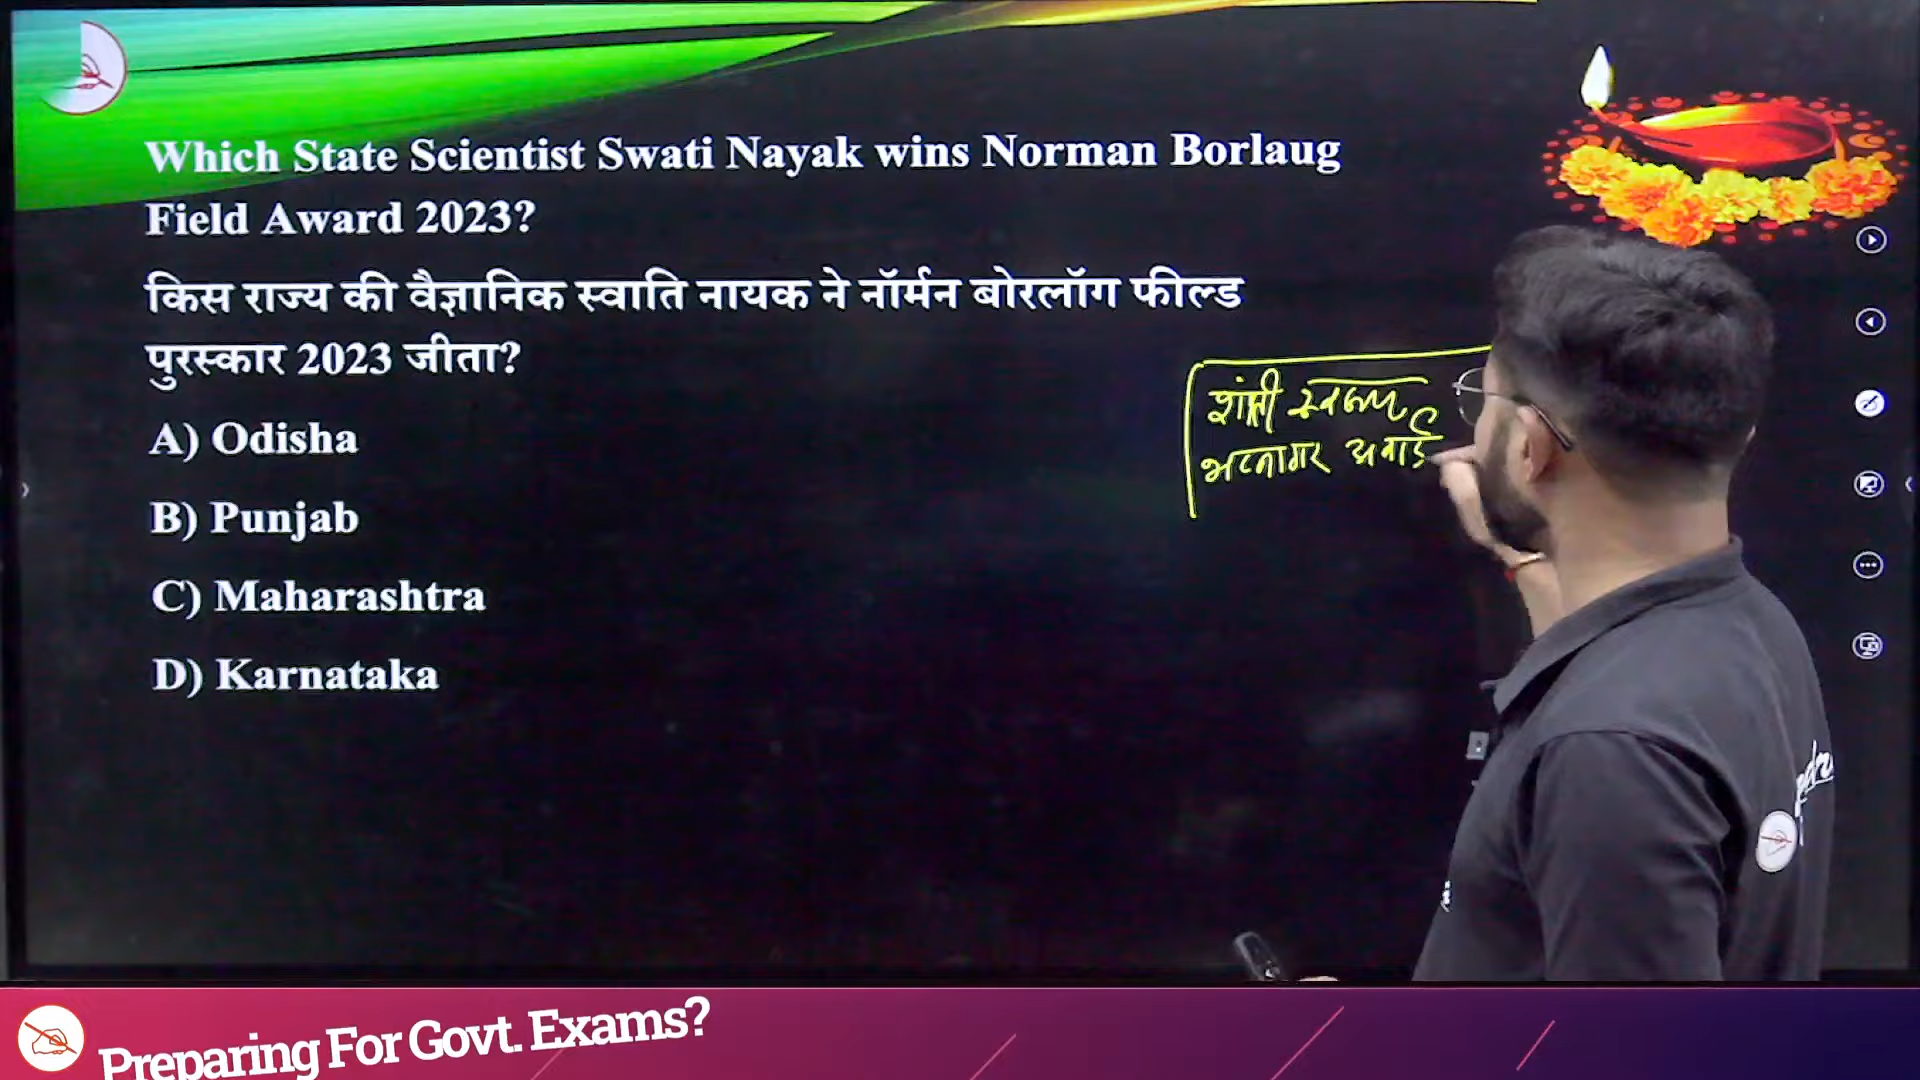 Which State Scientist Swati Nayak wins Norman Borlaug
Field Award 2023?
किस राज्य की वैज्ञानिक स्वाति नायक ने नॉर्मन बोरलॉग फील्ड
पुरस्कार 2023 जीता?
A) Odisha
B) Punjab
C) Maharashtra
D) Karnataka
शांती स्वरूप
भटनागर अवार्ड
Preparing For Govt. Exams?